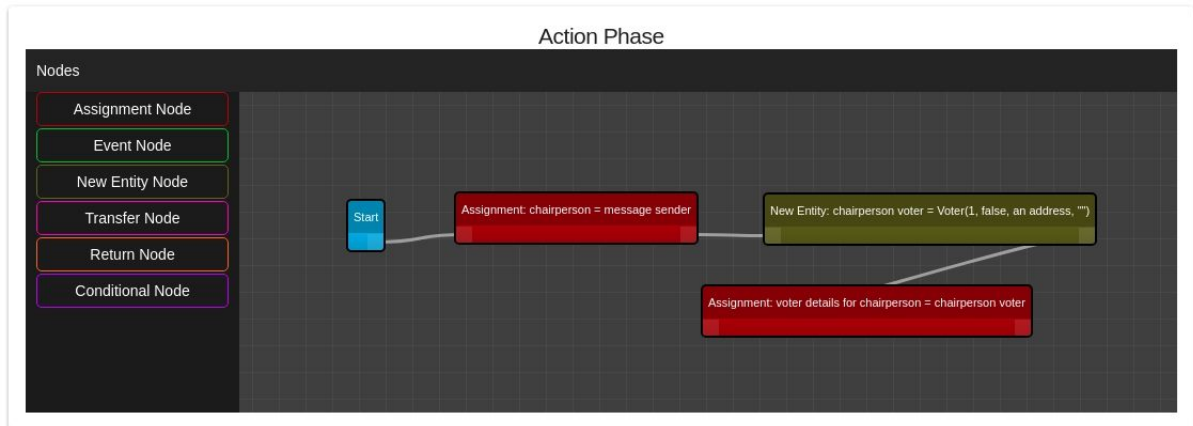 Action Phase
Nodes
Assignment Node
Event Node
New Entity Node
Transfer Node
Return Node
Conditional Node
Start
Assignment: chairperson = message sender
New Entity: chairperson voter = Voter(1, false, an address, "")
Assignment: voter details for chairperson = chairperson voter